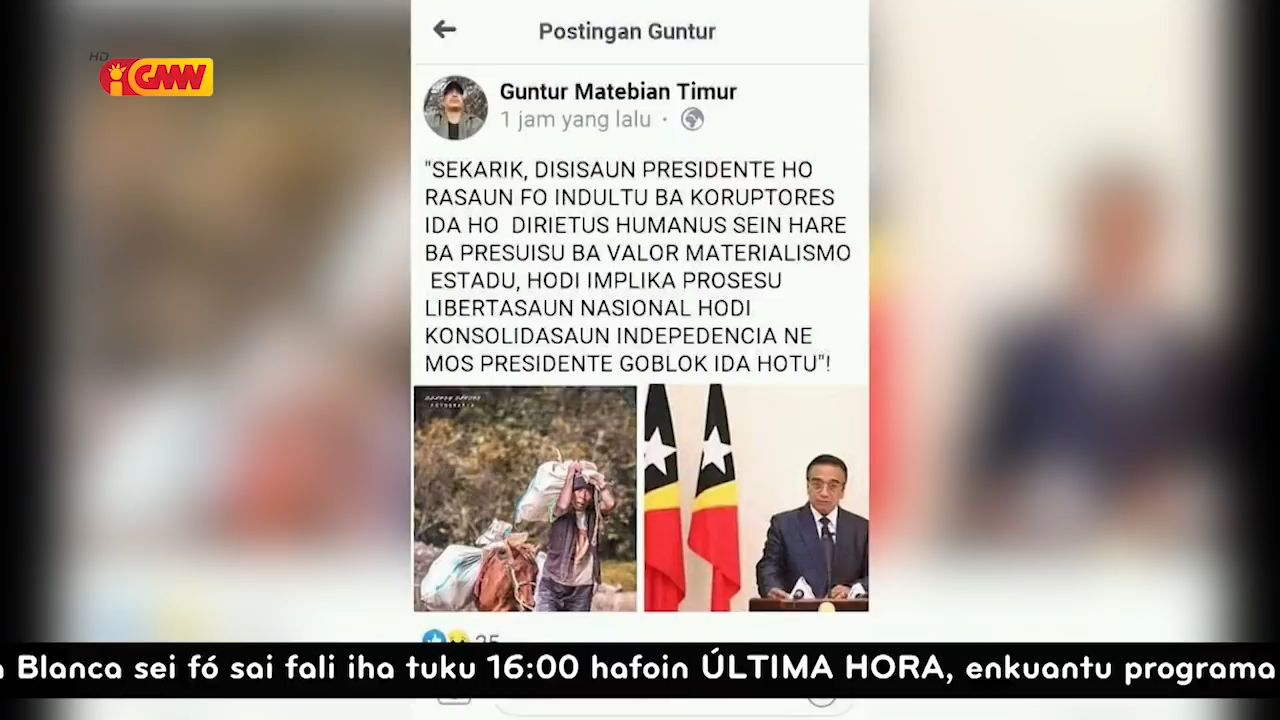 HD
GMN
Postingan Guntur
Guntur Matebian Timur
1 jam yang lalu ·
"SEKARIK, DISISAUN PRESIDENTE HO
RASAUN FO INDULTU BA KORUPTORES
IDA HO DIRIETUS HUMANUS SEIN HARE
BA PRESUISU BA VALOR MATERIALISMO
ESTADU, HODI IMPLIKA PROSESU
LIBERTASAUN NASIONAL HODI
KONSOLIDASAUN INDEPEDENCIA NE
MOS PRESIDENTE GOBLOK IDA HOTU"!
FOTOGRAFIA
Blanca sei fó sai fali iha tuku 16:00 hafoin ÚLTIMA HORA, enkuantu programa